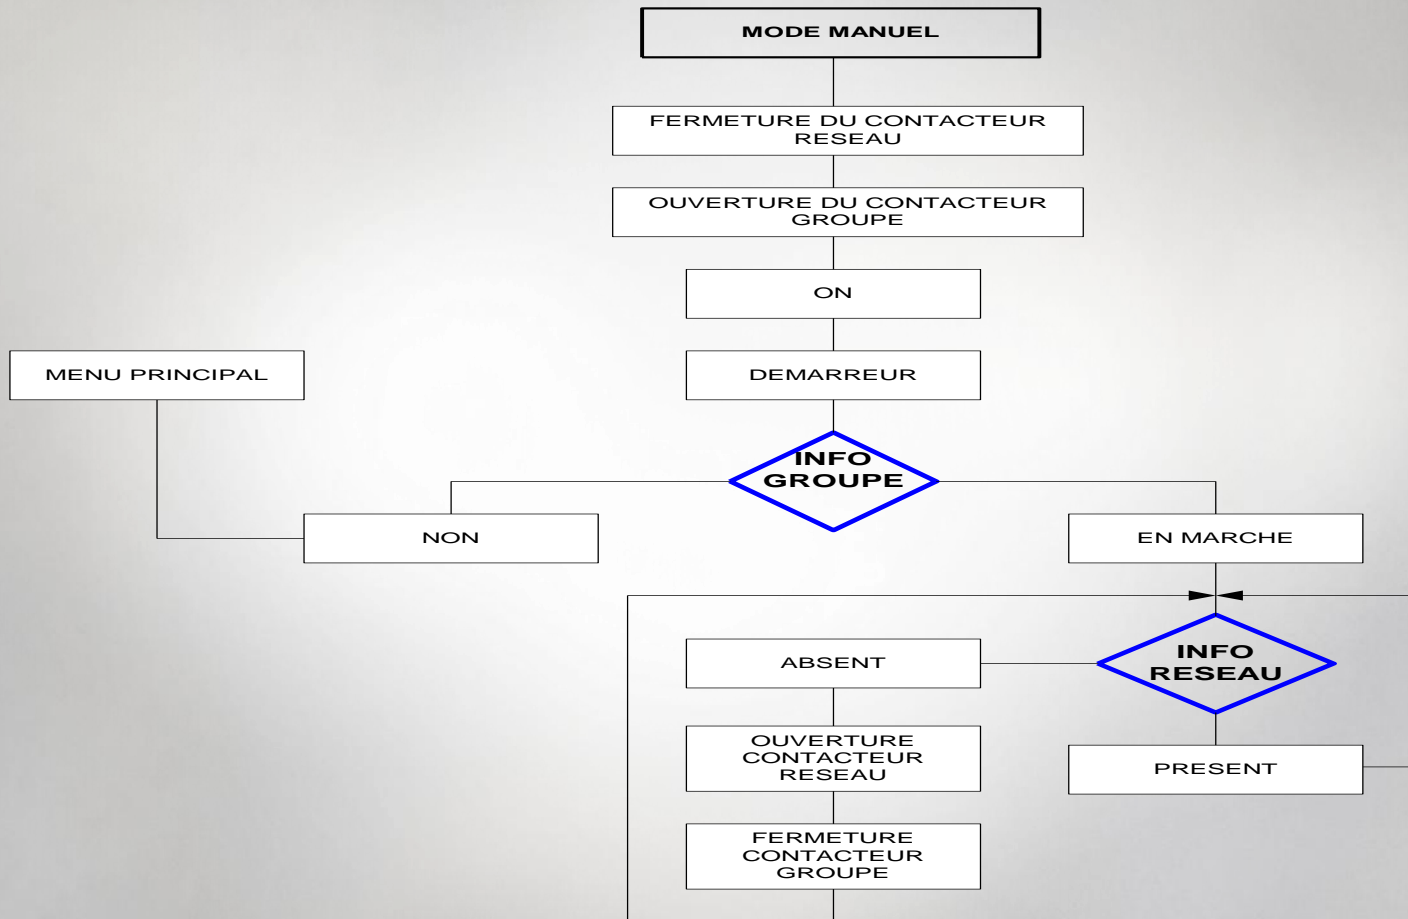 MODE MANUEL
FERMETURE DU CONTACTEUR
RESEAU
OUVERTURE DU CONTACTEUR
GROUPE
ON
MENU PRINCIPAL
DEMARREUR
INFO
GROUPE
NON
EN MARCHE
ABSENT
INFO
RESEAU
OUVERTURE
CONTACTEUR
RESEAU
PRESENT
FERMETURE
CONTACTEUR
GROUPE